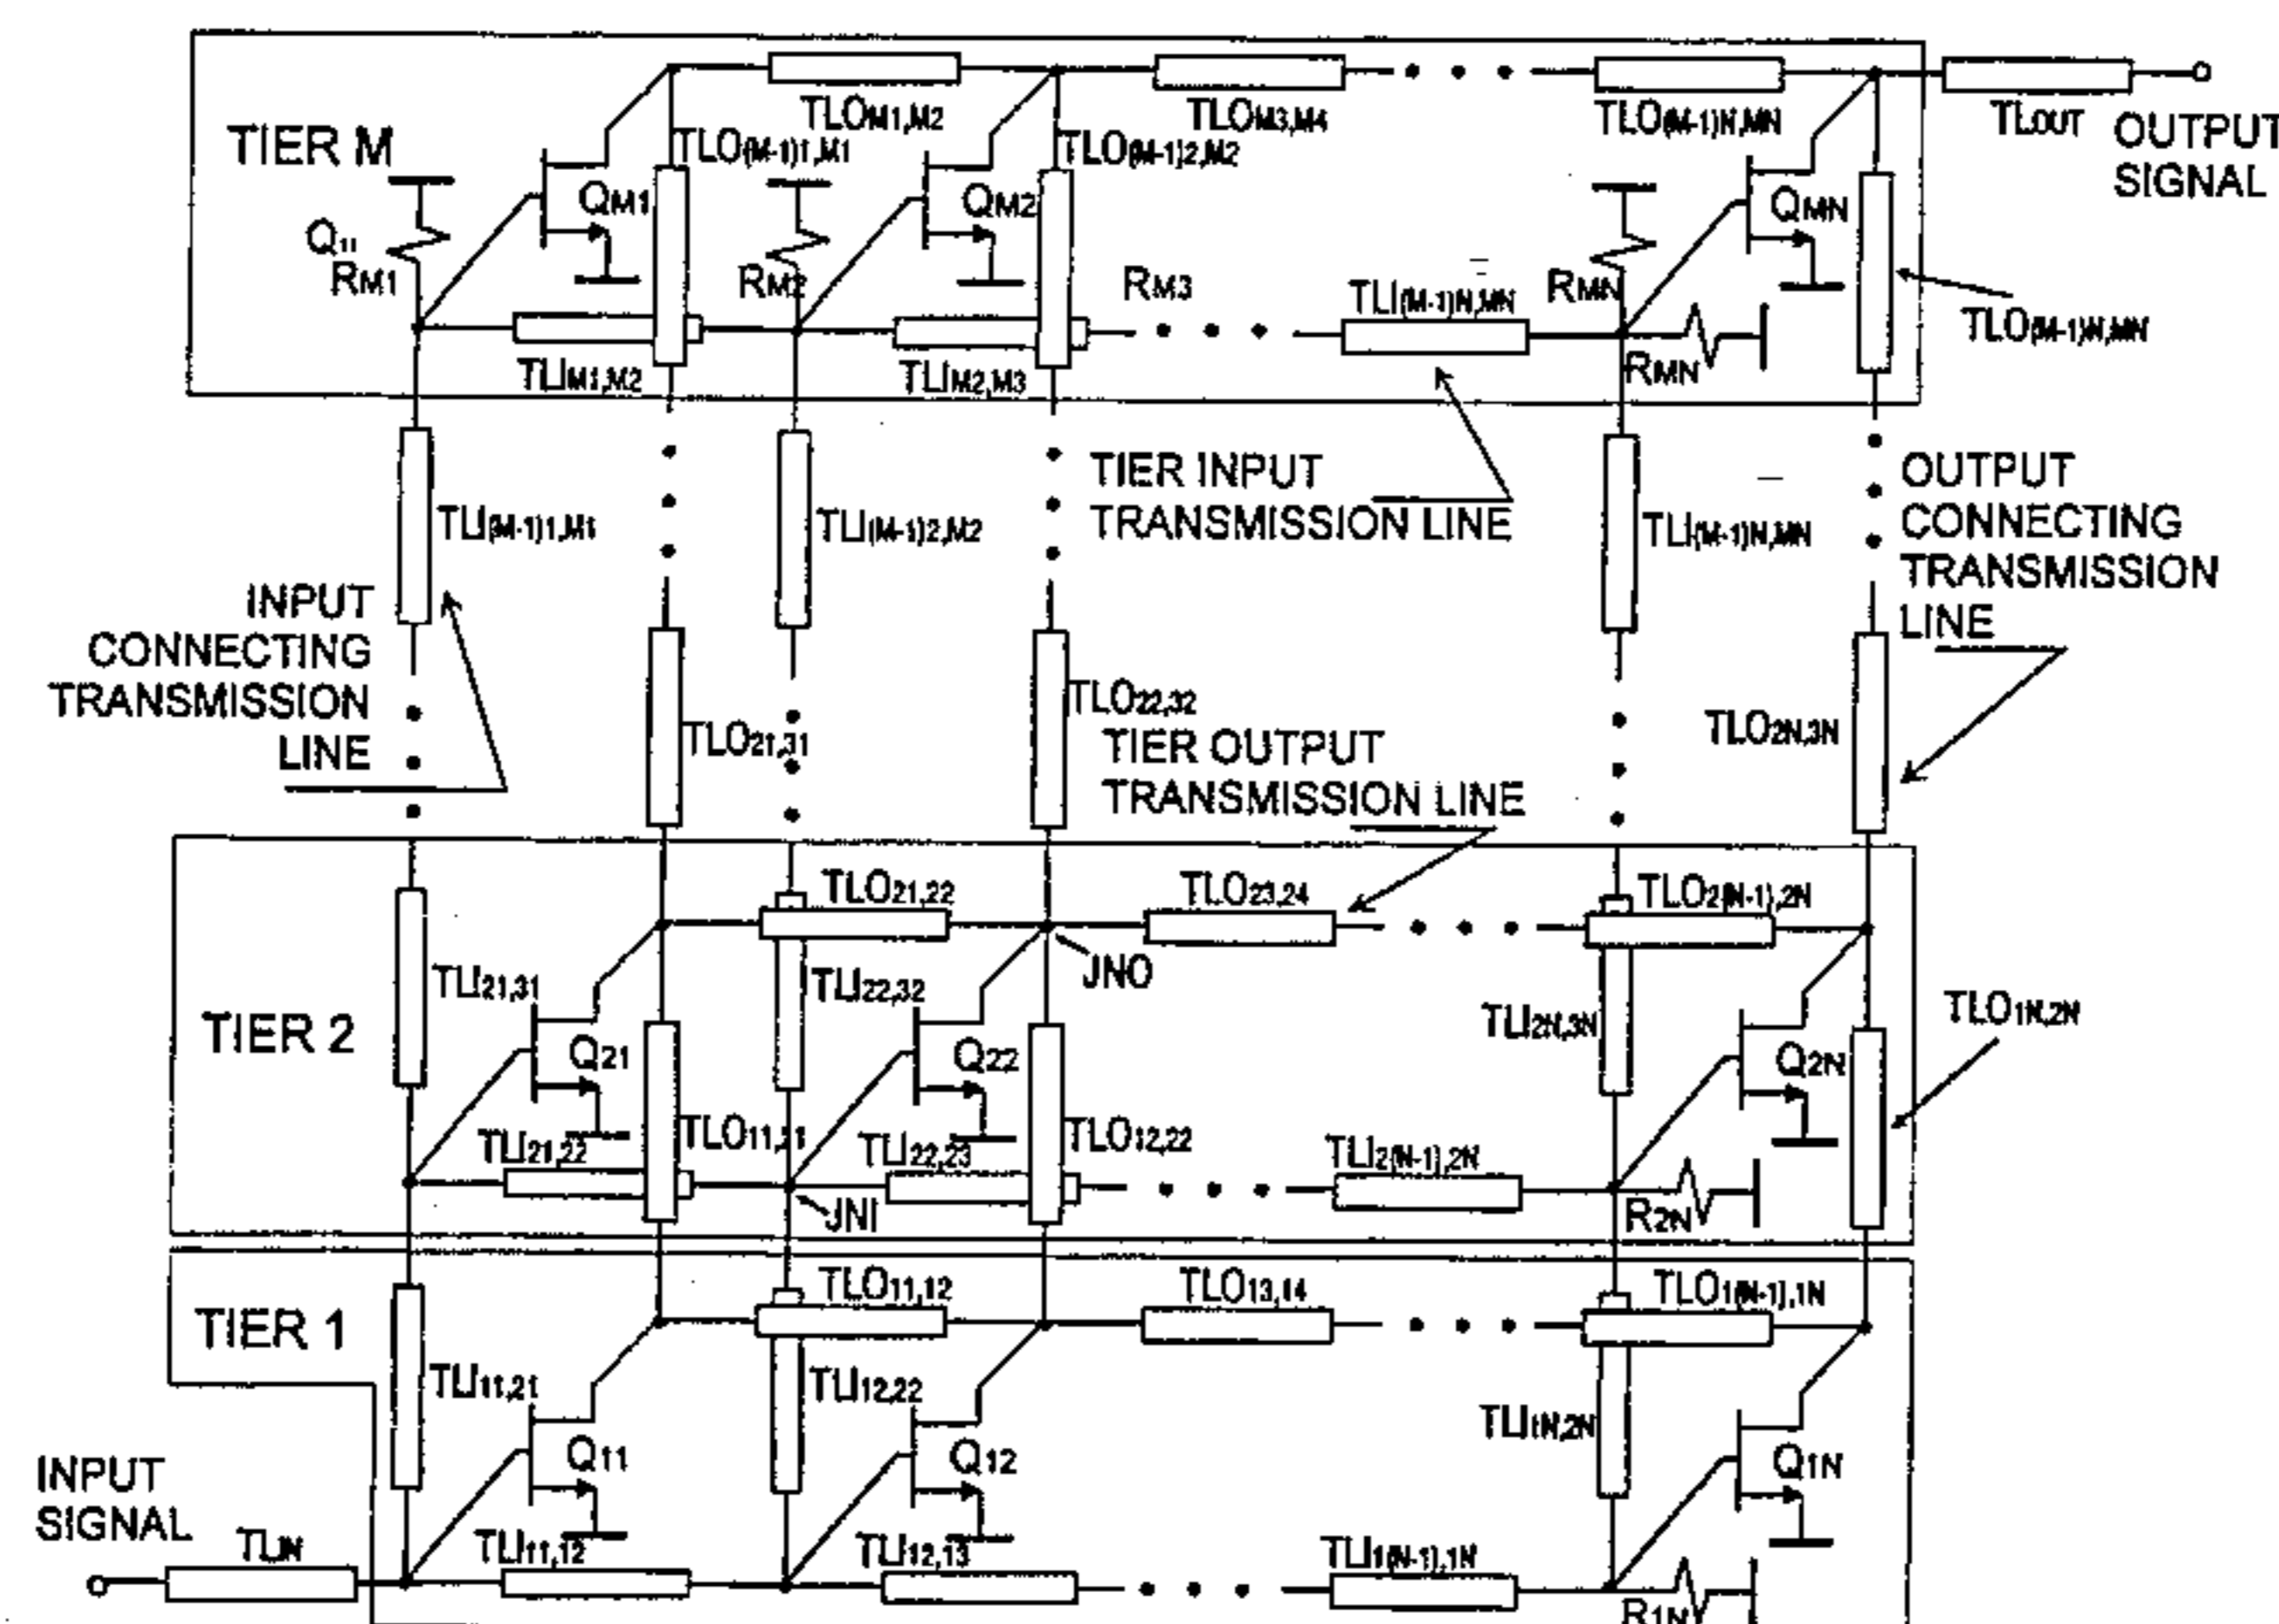 TLOM1,M2
TLOM3,M4
TLO(M-1)N,MN
TLOUT
OUTPUT
SIGNAL
TIER M
TLO(M-1)1,M1
TLO(M-1)2,M2
QM1
QM2
QMN
RM1
RM2
RM3
TLI(M-1)N,MN
RMN
TLO(M-1)N,MN
TLIM1,M2
TLIM2,M3
RMN
TLI(M-1)1,M1
TLI(M-1)2,M2
TIER INPUT
TRANSMISSION LINE
TLI(M-1)N,MN
OUTPUT
CONNECTING
TRANSMISSION
LINE
INPUT
CONNECTING
TRANSMISSION
LINE
TLO21,31
TLO22,32
TIER OUTPUT
TRANSMISSION LINE
TLO2N,3N
TLO21,22
TLO23,24
TLO2(N-1),2N
TLI21,31
TLI22,32
JNO
TLI2N,3N
TLO1N,2N
TIER 2
Q21
Q22
Q2N
TLI21,22
TLO11,21
TLI22,23
TLO12,22
TLI2(N-1),2N
JNI
R2N
TIER 1
TLO11,12
TLO13,14
TLO1(N-1),1N
TLI11,21
TLI12,22
TLI1N,2N
Q11
Q12
Q1N
INPUT
SIGNAL
TLIN
TLI11,12
TLI12,13
TLI1(N-1),1N
R1N